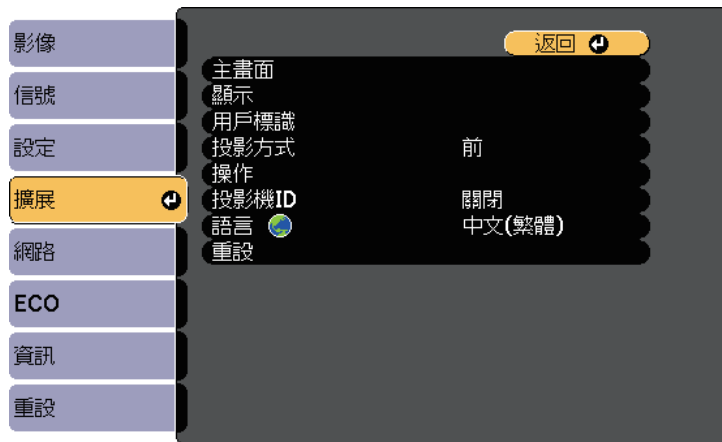 影像
信號
設定
擴展
網路
ECO
資訊
重設
返回
主畫面
顯示
用戶標識
投影方式 前
操作
投影機ID 關閉
語言 中文(繁體)
重設